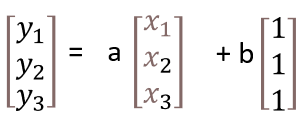 [y₁ y₂ y₃] = a [x₁ x₂ x₃] + b [1 1 1]